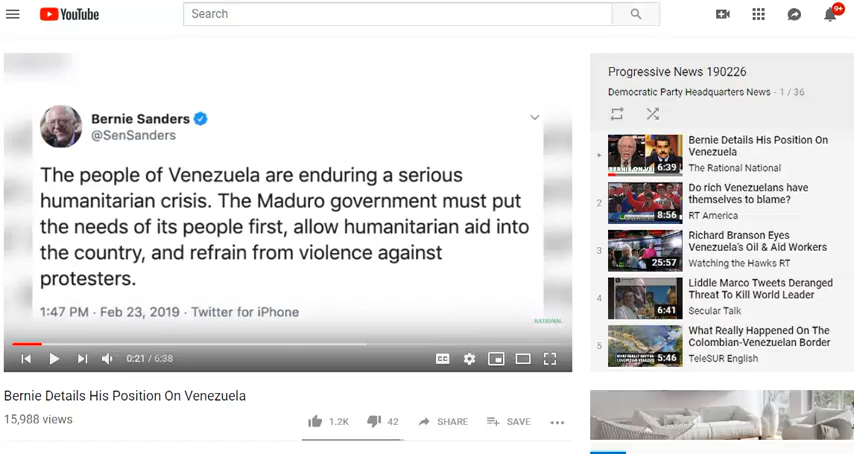 YouTube
Search
9+
Bernie Sanders
@SenSanders
The people of Venezuela are enduring a serious
humanitarian crisis. The Maduro government must put
the needs of its people first, allow humanitarian aid into
the country, and refrain from violence against
protesters.
1:47 PM · Feb 23, 2019 · Twitter for iPhone
RATIONAL
0:21 / 6:38
Bernie Details His Position On Venezuela
15,988 views
1.2K
42
SHARE
SAVE
Progressive News 190226
Democratic Party Headquarters News - 1 / 36
Bernie Details His Position On
Venezuela
The Rational National
6:39
2
Do rich Venezuelans have
themselves to blame?
RT America
8:56
3
Richard Branson Eyes
Venezuela's Oil & Aid Workers
Watching the Hawks RT
25:57
4
Liddle Marco Tweets Deranged
Threat To Kill World Leader
Secular Talk
6:41
5
What Really Happened On The
Colombian-Venezuelan Border
TeleSUR English
5:46